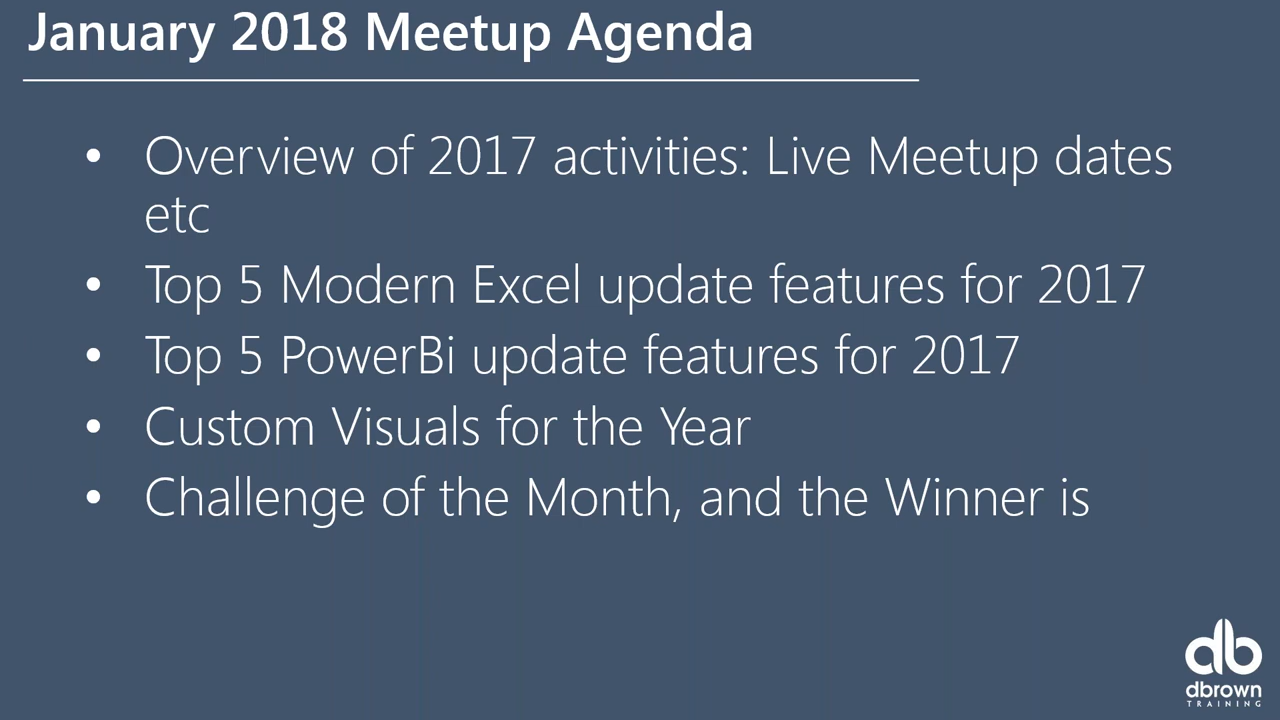 January 2018 Meetup Agenda
• Overview of 2017 activities: Live Meetup dates
etc
• Top 5 Modern Excel update features for 2017
• Top 5 PowerBi update features for 2017
• Custom Visuals for the Year
• Challenge of the Month, and the Winner is
db
dbrown
TRAINING